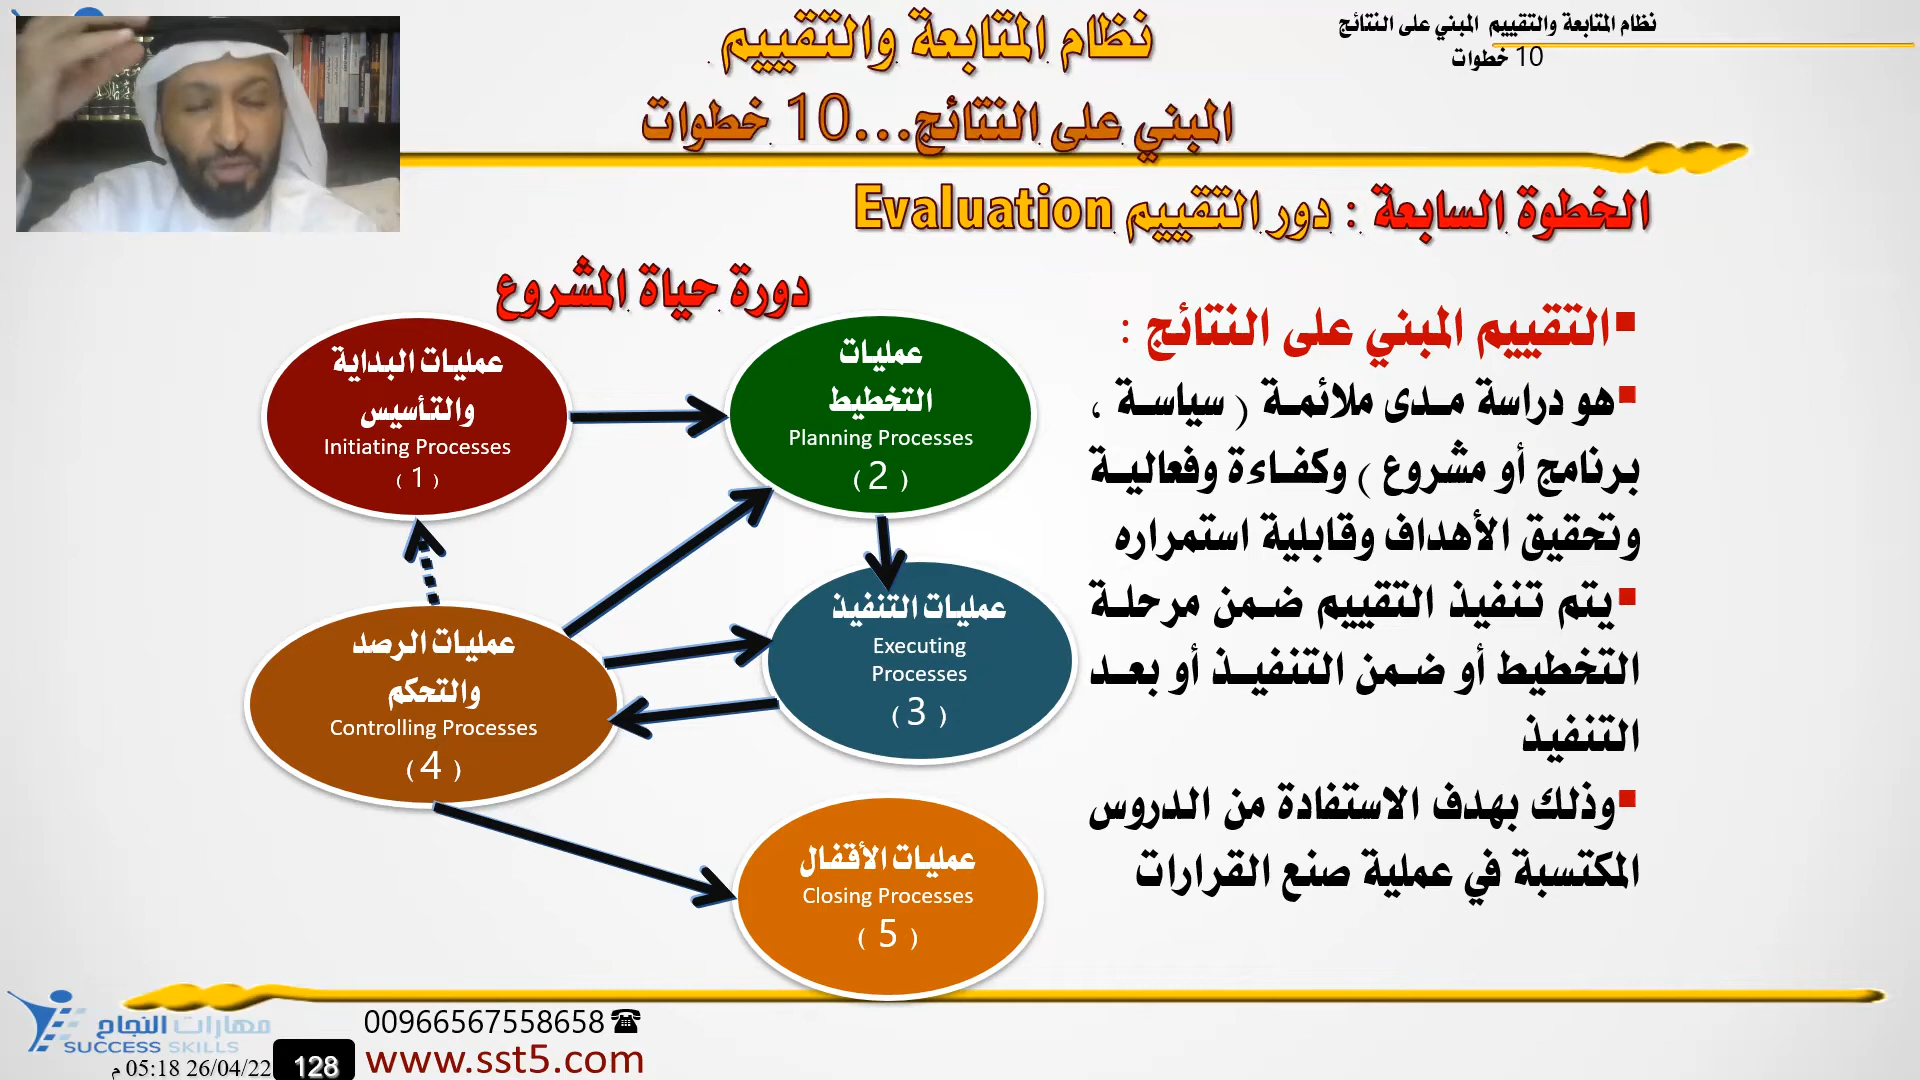 نظام المتابعة والتقييم المبني على النتائج
10 خطوات
نظام المتابعة والتقييم
المبني على النتائج...10 خطوات
الخطوة السابعة : دور التقييم Evaluation
دورة حياة المشروع
عمليات البداية
والتأسيس
Initiating Processes
( 1 )
عمليات
التخطيط
Planning Processes
( 2 )
عمليات التنفيذ
Executing
Processes
( 3 )
عمليات الرصد
والتحكم
Controlling Processes
( 4 )
عمليات الأقفال
Closing Processes
( 5 )
التقييم المبني على النتائج :
هو دراسة مدى ملائمة ( سياسة ،
برنامج أو مشروع ) وكفاءة وفعالية
وتحقيق الأهداف وقابلية استمراره
يتم تنفيذ التقييم ضمن مرحلة
التخطيط أو ضمن التنفيذ أو بعد
التنفيذ
وذلك بهدف الاستفادة من الدروس
المكتسبة في عملية صنع القرارات
مهارات النجاح
SUCCESS SKILLS
00966567558658
www.sst5.com
26/04/22 05:18 م
128